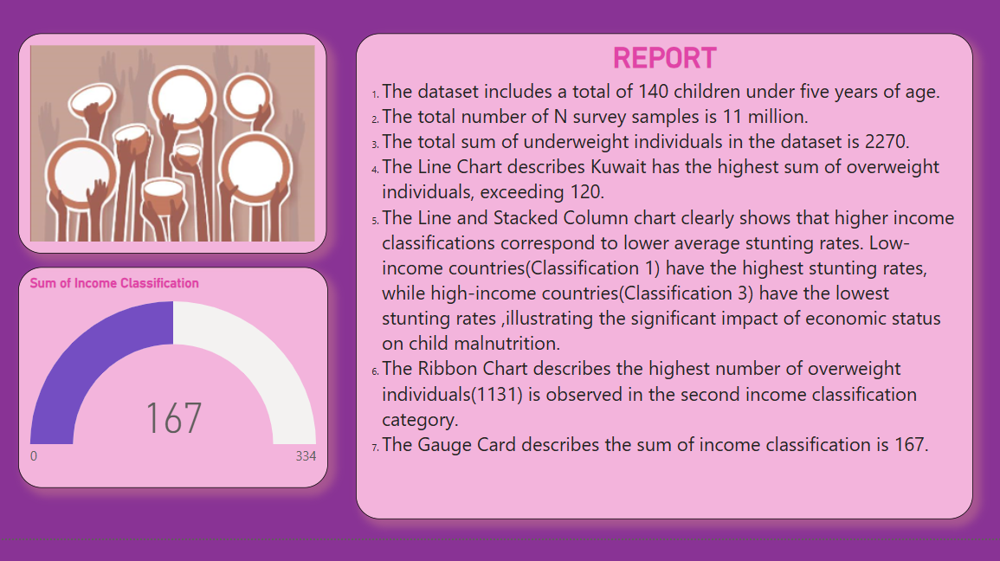 REPORT
1. The dataset includes a total of 140 children under five years of age.
2. The total number of N survey samples is 11 million.
3. The total sum of underweight individuals in the dataset is 2270.
4. The Line Chart describes Kuwait has the highest sum of overweight
individuals, exceeding 120.
5. The Line and Stacked Column chart clearly shows that higher income
classifications correspond to lower average stunting rates. Low-
income countries(Classification 1) have the highest stunting rates,
while high-income countries(Classification 3) have the lowest
stunting rates ,illustrating the significant impact of economic status
on child malnutrition.
6. The Ribbon Chart describes the highest number of overweight
individuals(1131) is observed in the second income classification
category.
7. The Gauge Card describes the sum of income classification is 167.
Sum of Income Classification
167
0
334